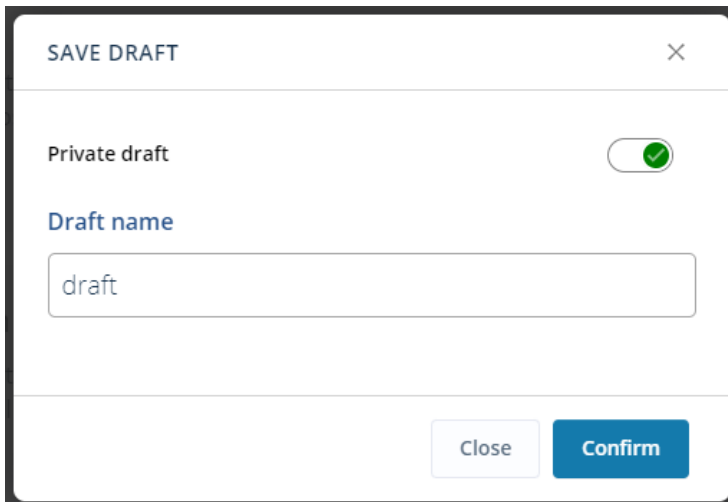 SAVE DRAFT
Private draft
Draft name
draft
Close Confirm